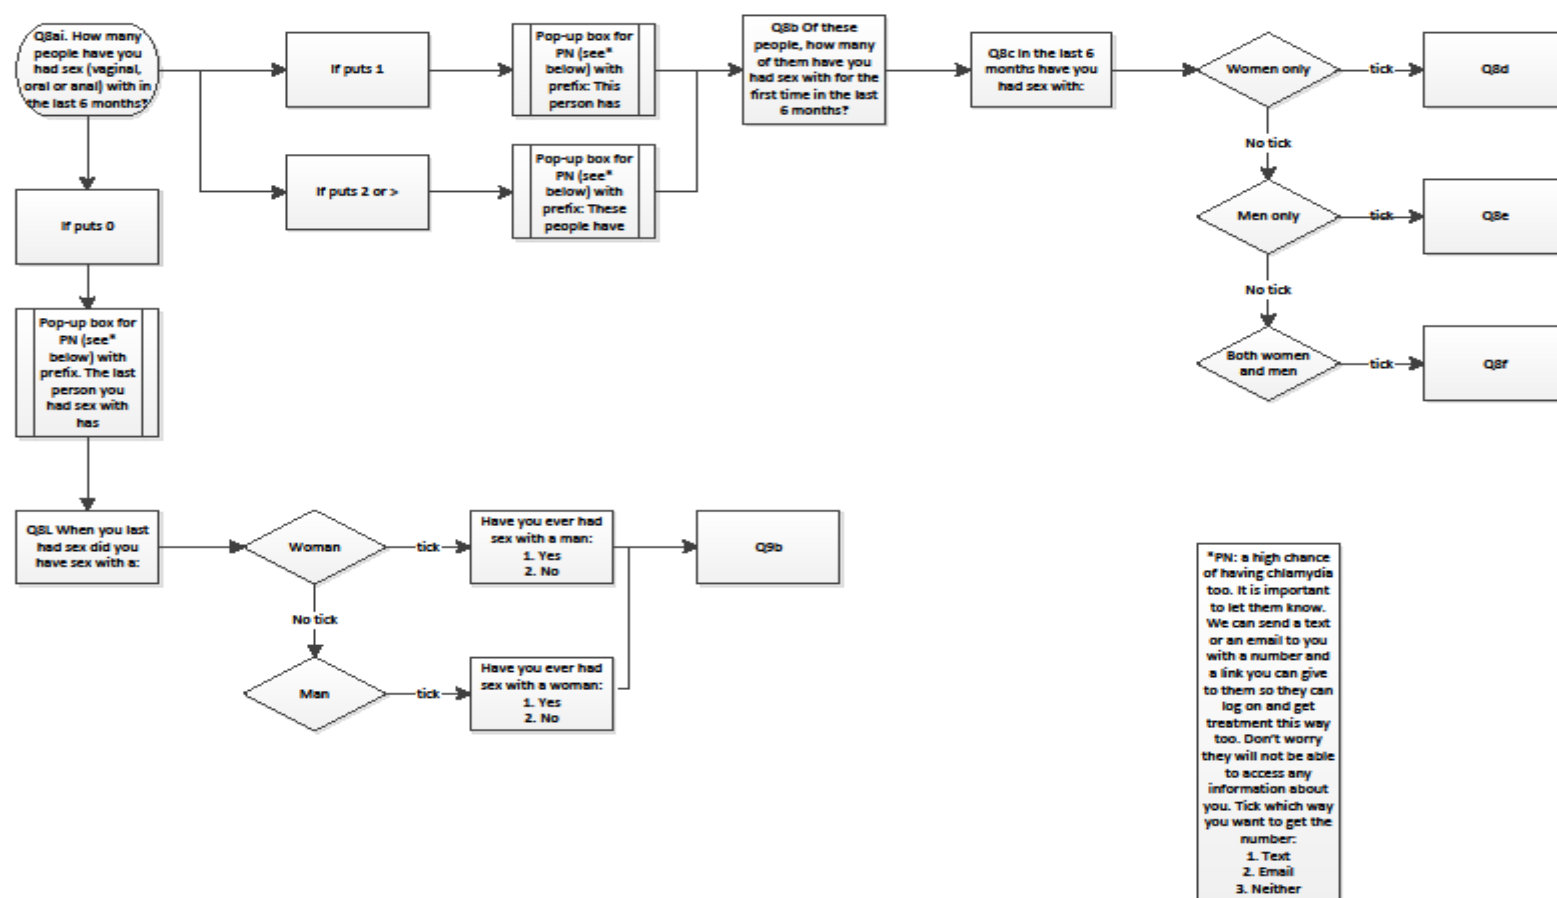 Q8ai. How many
people have you
had sex (vaginal,
oral or anal) with in
the last 6 months?
If puts 1
Pop-up box for
PN (see*
below) with
prefix: This
person has
Q8b Of these
people, how many
of them have you
had sex with for the
first time in the last
6 months?
Q8c In the last 6
months have you
had sex with:
Women only
tick
Q8d
No tick
If puts 2 or >
Pop-up box for
PN (see*
below) with
prefix: These
people have
Men only
tick
Q8e
No tick
If puts 0
Both women
and men
tick
Q8f
Pop-up box for
PN (see*
below) with
prefix. The last
person you
had sex with
has
Q8L When you last
had sex did you
have sex with a:
Woman
tick
Have you ever had
sex with a man:
1. Yes
2. No
Q9b
No tick
Man
tick
Have you ever had
sex with a woman:
1. Yes
2. No
*PN: a high chance
of having chlamydia
too. It is important
to let them know.
We can send a text
or an email to you
with a number and
a link you can give
to them so they can
log on and get
treatment this way
too. Don't worry
they will not be able
to access any
information about
you. Tick which way
you want to get the
number:
1. Text
2. Email
3. Neither